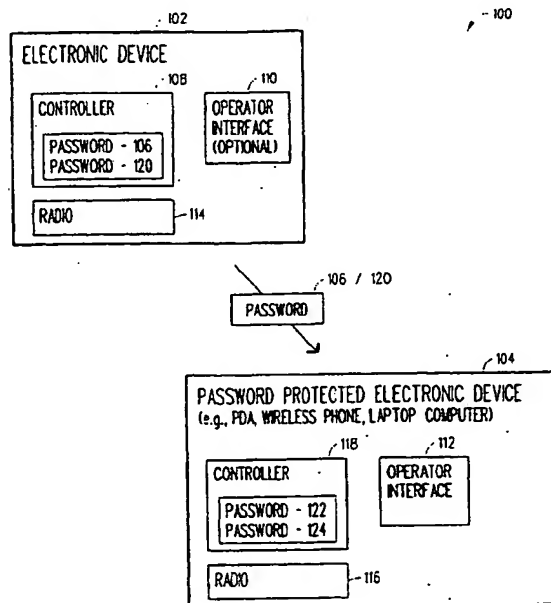 102
100
ELECTRONIC DEVICE
108
110
CONTROLLER
PASSWORD - 106
PASSWORD - 120
OPERATOR
INTERFACE
(OPTIONAL)
RADIO
114
106 / 120
PASSWORD
104
PASSWORD PROTECTED ELECTRONIC DEVICE
(e.g., PDA, WIRELESS PHONE, LAPTOP COMPUTER)
118
112
CONTROLLER
PASSWORD - 122
PASSWORD - 124
OPERATOR
INTERFACE
RADIO
116